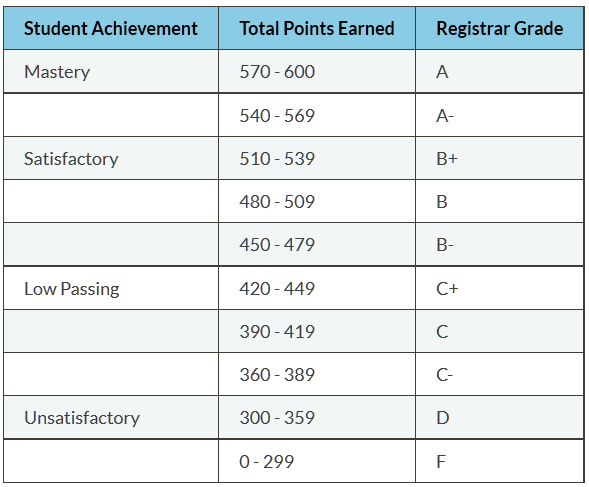 Student Achievement Total Points Earned Registrar Grade
Mastery 570 - 600 A
540 - 569 A-
Satisfactory 510 - 539 B+
480 - 509 B
450 - 479 B-
Low Passing 420 - 449 C+
390 - 419 C
360 - 389 C-
Unsatisfactory 300 - 359 D
0 - 299 F